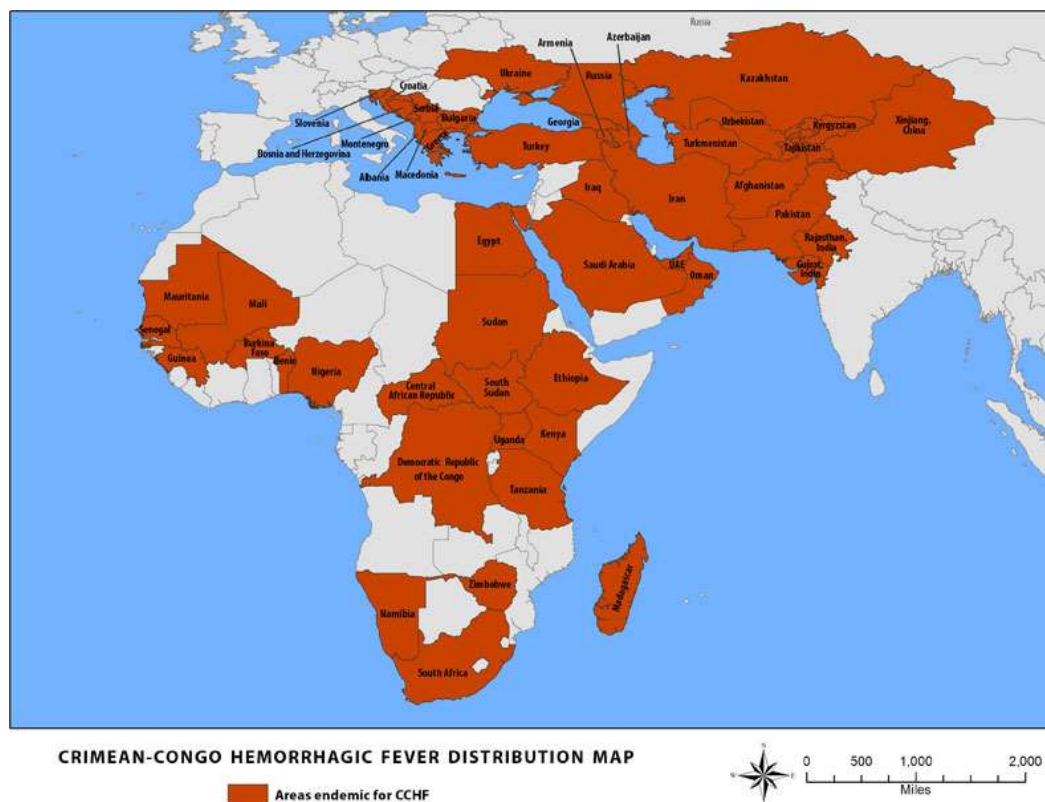 Russia
Armenia
Azerbaijan
Ukraine
Russia
Kazakhstan
Croatia
Serbia
Slovenia
Bulgaria
Georgia
Uzbekistan
Kyrgyzstan
Xinjiang,
China
Montenegro
Bosnia and Herzegovina
Turkey
Turkmenistan
Tajikistan
Albania
Macedonia
Greece
Iraq
Iran
Afghanistan
Pakistan
Egypt
Saudi Arabia
UAE
Oman
Rajasthan,
India
Gujrat,
India
Mauritania
Mali
Sudan
Senegal
Burkina
Faso
Guinea
Benin
Nigeria
Central
African Republic
South
Sudan
Ethiopia
Uganda
Kenya
Democratic Republic
of the Congo
Tanzania
Madagascar
Zimbabwe
Namibia
South Africa
CRIMEAN-CONGO HEMORRHAGIC FEVER DISTRIBUTION MAP
Areas endemic for CCHF
N
W
E
S
0 500 1,000 2,000
Miles